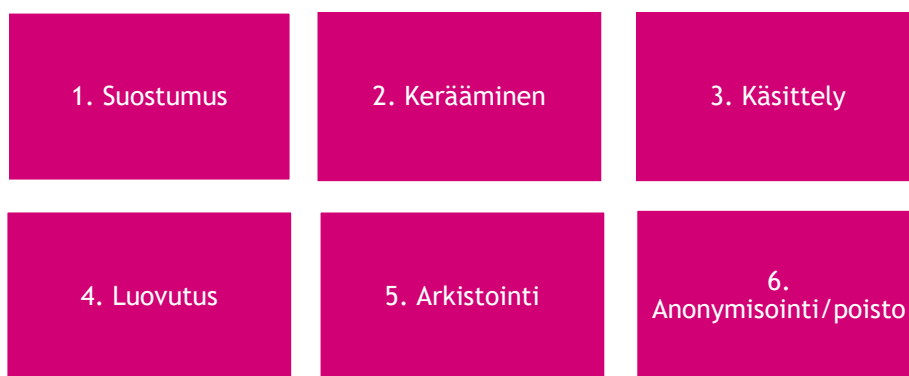 1. Suostumus
2. Kerääminen
3. Käsittely
4. Luovutus
5. Arkistointi
6.
Anonymisointi/poisto